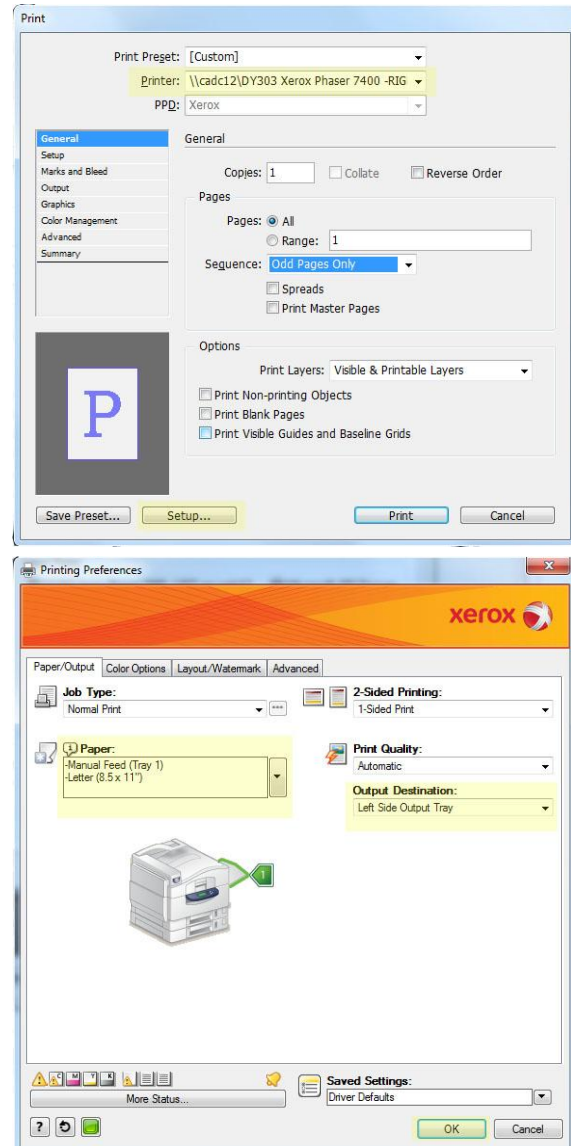 Print
Print Preset: [Custom]
Printer: \\cadc12\DY303 Xerox Phaser 7400 -RIG
PPD: Xerox
General
Setup
Marks and Bleed
Output
Graphics
Color Management
Advanced
Summary
General
Copies: 1 Collate Reverse Order
Pages
Pages: All
Range: 1
Sequence: Odd Pages Only
Spreads
Print Master Pages
Options
Print Layers: Visible & Printable Layers
Print Non-printing Objects
Print Blank Pages
Print Visible Guides and Baseline Grids
P
Save Preset... Setup... Print Cancel
Printing Preferences
xerox
Paper/Output Color Options Layout/Watermark Advanced
Job Type:
Normal Print
2-Sided Printing:
1-Sided Print
Paper:
-Manual Feed (Tray 1)
-Letter (8.5 x 11")
Print Quality:
Automatic
Output Destination:
Left Side Output Tray
1
C M Y K
More Status...
Saved Settings:
Driver Defaults
? OK Cancel